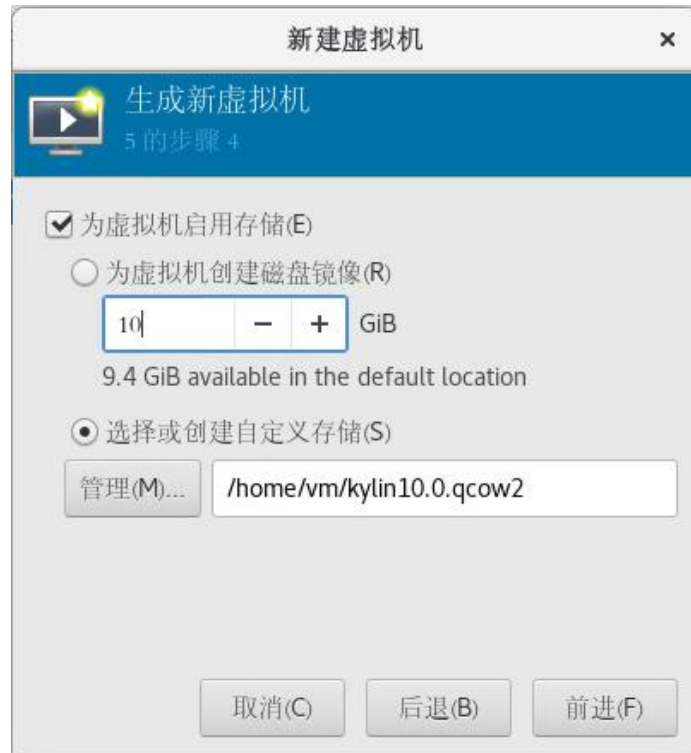 新建虚拟机 ×
生成新虚拟机
5 的步骤 4
为虚拟机启用存储(E)
为虚拟机创建磁盘镜像(R)
10 − + GiB
9.4 GiB available in the default location
选择或创建自定义存储(S)
管理(M)... /home/vm/kylin10.0.qcow2
取消(C) 后退(B) 前进(F)